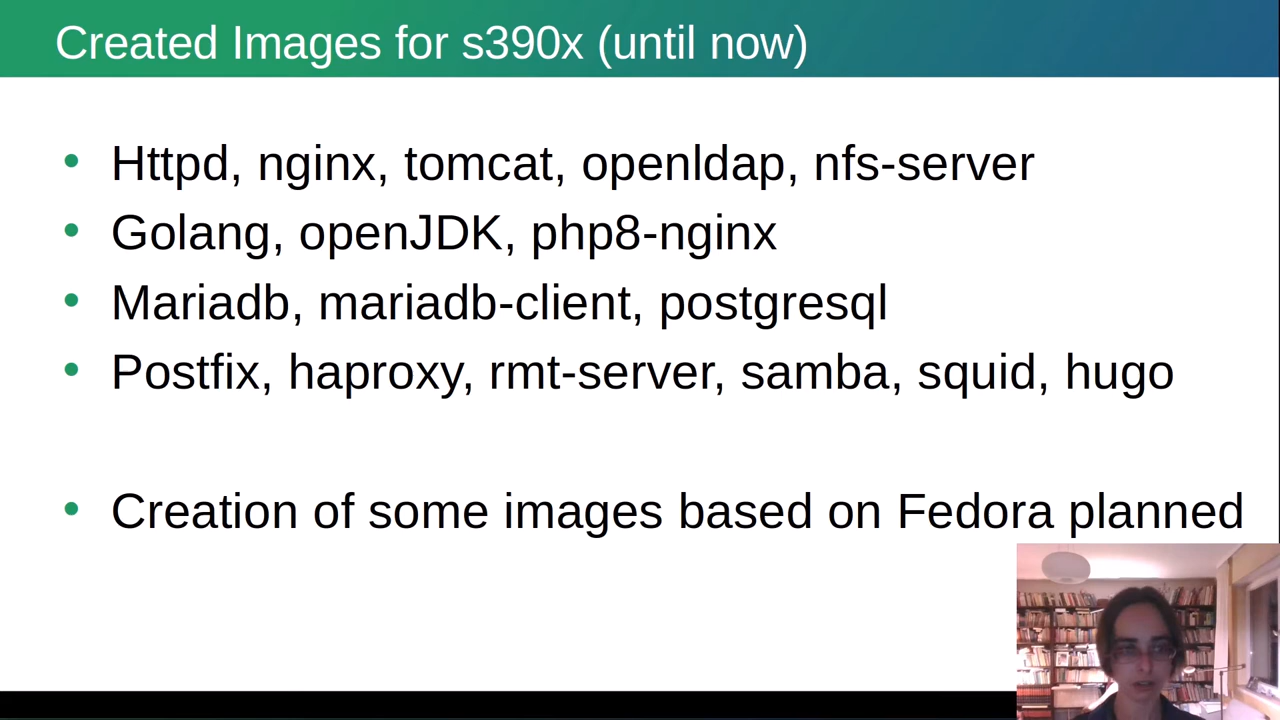 Created Images for s390x (until now)
• Httpd, nginx, tomcat, openldap, nfs-server
• Golang, openJDK, php8-nginx
• Mariadb, mariadb-client, postgresql
• Postfix, haproxy, rmt-server, samba, squid, hugo
• Creation of some images based on Fedora planned